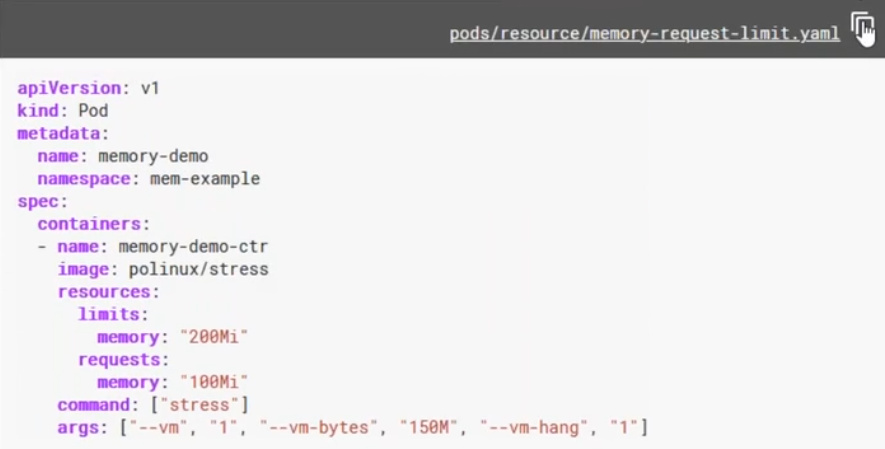 pods/resource/memory-request-limit.yaml
apiVersion: v1
kind: Pod
metadata:
  name: memory-demo
  namespace: mem-example
spec:
  containers:
  - name: memory-demo-ctr
    image: polinux/stress
    resources:
      limits:
        memory: "200Mi"
      requests:
        memory: "100Mi"
    command: ["stress"]
    args: ["--vm", "1", "--vm-bytes", "150M", "--vm-hang", "1"]